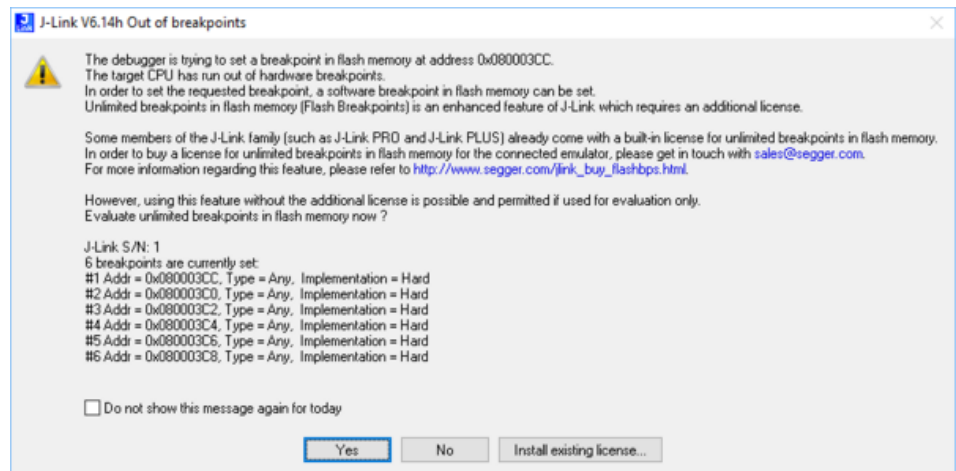 J-Link V6.14h Out of breakpoints
The debugger is trying to set a breakpoint in flash memory at address 0x080003CC.
The target CPU has run out of hardware breakpoints.
In order to set the requested breakpoint, a software breakpoint in flash memory can be set.
Unlimited breakpoints in flash memory (Flash Breakpoints) is an enhanced feature of J-Link which requires an additional license.
Some members of the J-Link family (such as J-Link PRO and J-Link PLUS) already come with a built-in license for unlimited breakpoints in flash memory.
In order to buy a license for unlimited breakpoints in flash memory for the connected emulator, please get in touch with sales@segger.com.
For more information regarding this feature, please refer to http://www.segger.com/jlink_buy_flashbps.html.
However, using this feature without the additional license is possible and permitted if used for evaluation only.
Evaluate unlimited breakpoints in flash memory now ?
J-Link S/N: 1
6 breakpoints are currently set:
#1 Addr = 0x080003CC, Type = Any, Implementation = Hard
#2 Addr = 0x080003C0, Type = Any, Implementation = Hard
#3 Addr = 0x080003C2, Type = Any, Implementation = Hard
#4 Addr = 0x080003C4, Type = Any, Implementation = Hard
#5 Addr = 0x080003C6, Type = Any, Implementation = Hard
#6 Addr = 0x080003C8, Type = Any, Implementation = Hard
Do not show this message again for today
Yes No Install existing license...